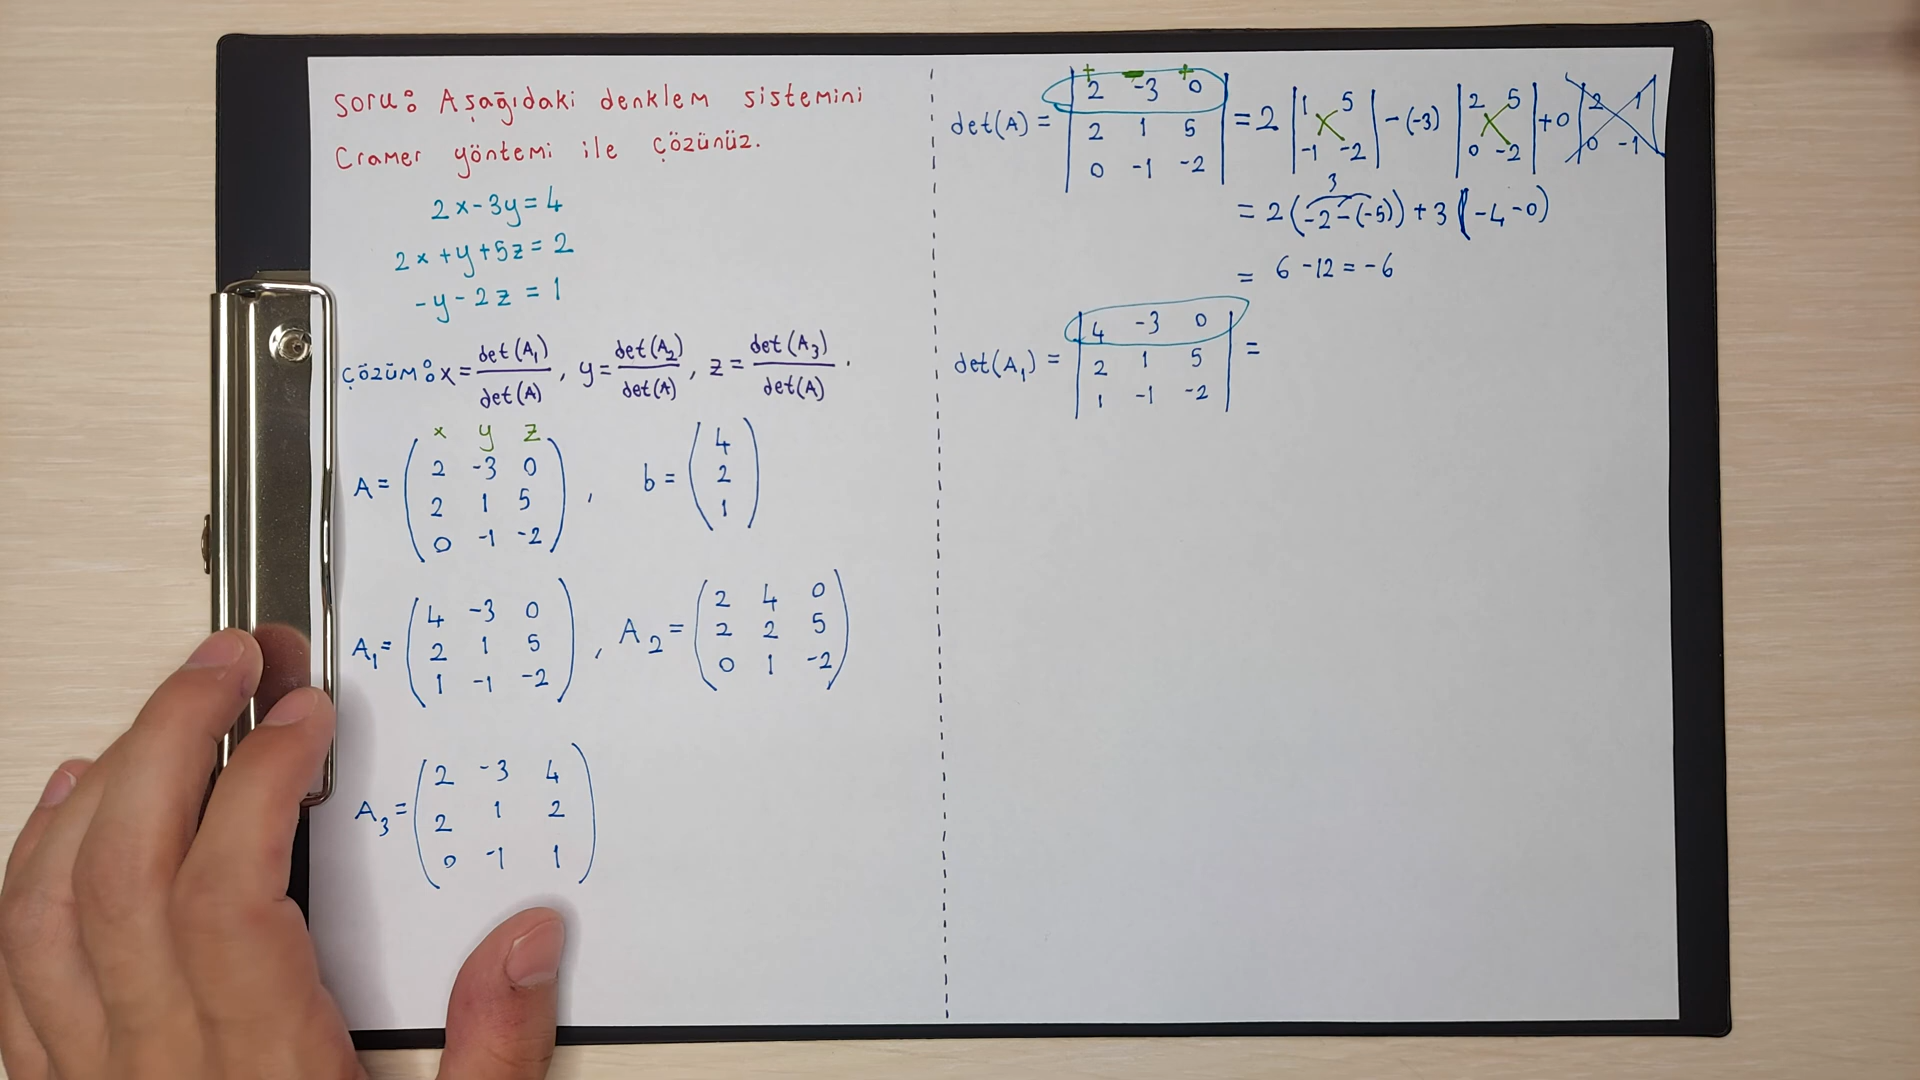 Soru: Aşağıdaki denklem sistemini
Cramer yöntemi ile çözünüz.
2x-3y=4
2x+y+5z=2
-y-2z=1
Çözüm: x= det(A₁)/det(A), y= det(A₂)/det(A), z= det(A₃)/det(A).
x y z
A= ( 2 -3 0 ) , b= ( 4 )
2 1 5 2
0 -1 -2 1
A₁= ( 4 -3 0 ) , A₂= ( 2 4 0 )
2 1 5 2 2 5
1 -1 -2 0 1 -2
A₃= ( 2 -3 4 )
2 1 2
0 -1 1
+ - +
det(A) = | 2 -3 0 | = 2 | 1 5 | -(-3) | 2 5 | +0 | 2 1 |
2 1 5 -1 -2 0 -2 0 -1
0 -1 -2
3
= 2(-2-(-5))+3(-4-0)
= 6-12=-6
det(A₁) = | 4 -3 0 | =
2 1 5
1 -1 -2